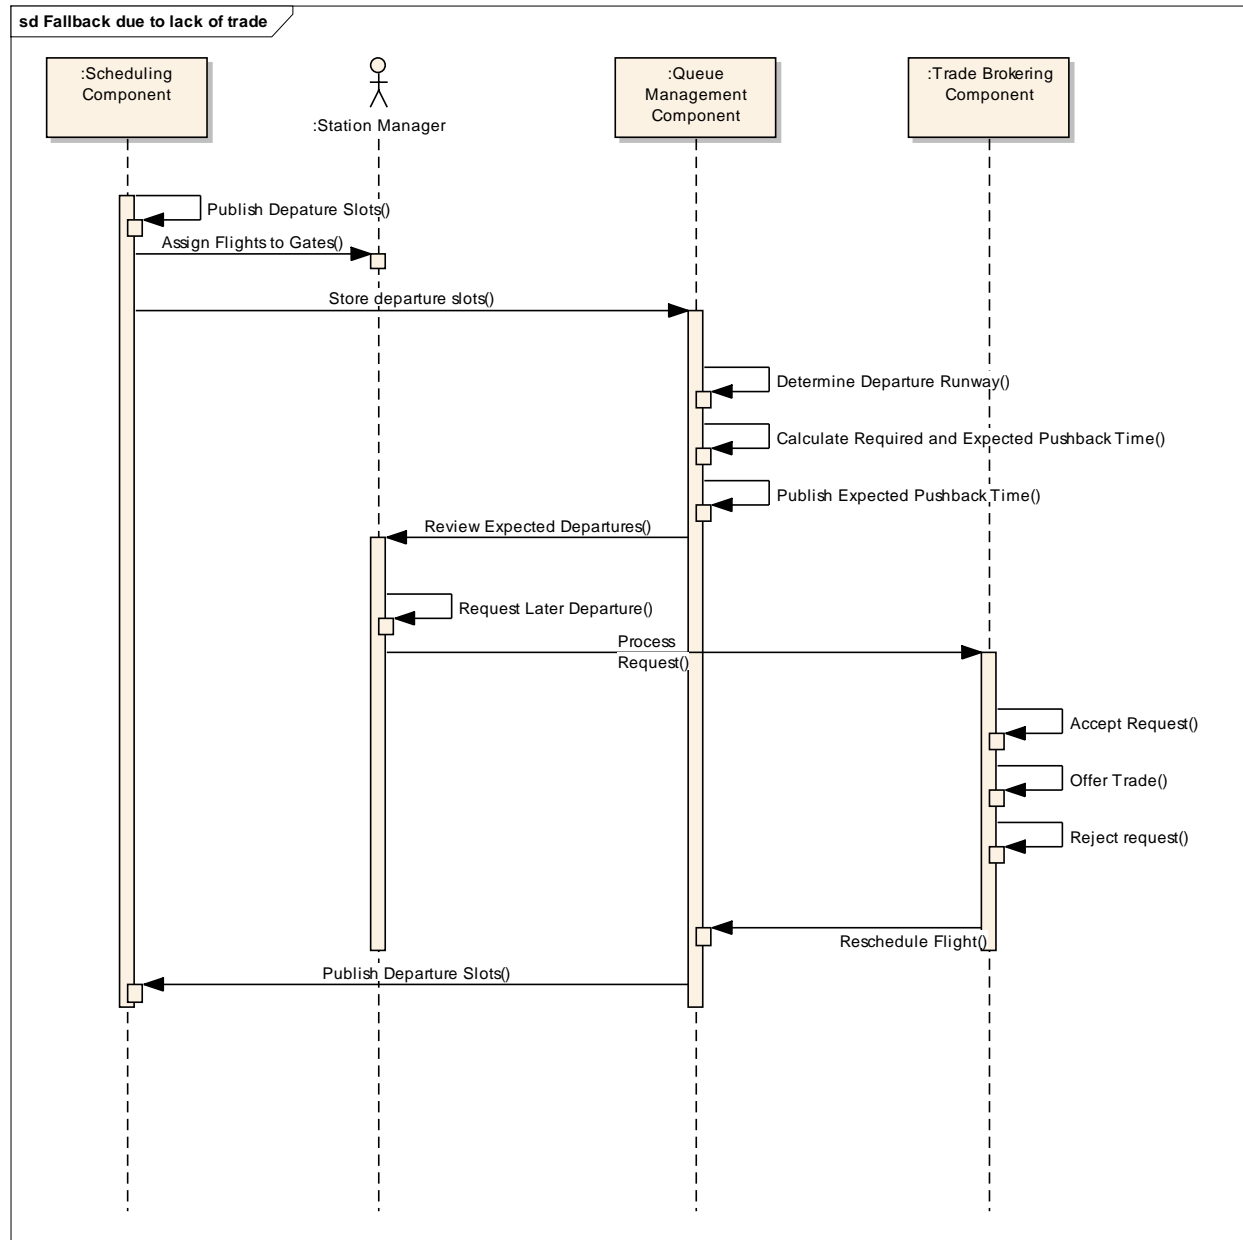 sd Fallback due to lack of trade
:Scheduling
Component
:Station Manager
:Queue
Management
Component
:Trade Brokering
Component
Publish Depature Slots()
Assign Flights to Gates()
Store departure slots()
Determine Departure Runway()
Calculate Required and Expected Pushback Time()
Publish Expected Pushback Time()
Review Expected Departures()
Request Later Departure()
Process
Request()
Accept Request()
Offer Trade()
Reject request()
Reschedule Flight()
Publish Departure Slots()